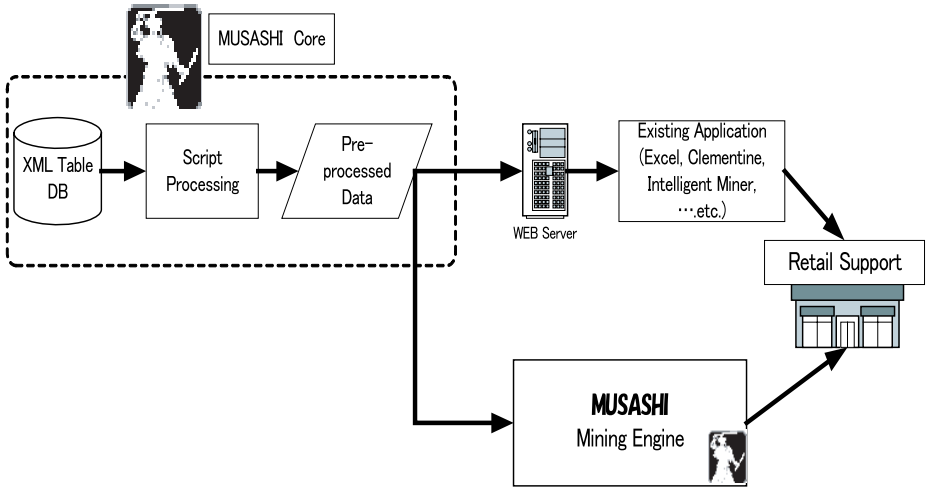 MUSASHI Core
XML Table
DB
Script
Processing
Pre-
processed
Data
WEB Server
Existing Application
(Excel, Clementine,
Intelligent Miner,
….etc.)
Retail Support
MUSASHI
Mining Engine